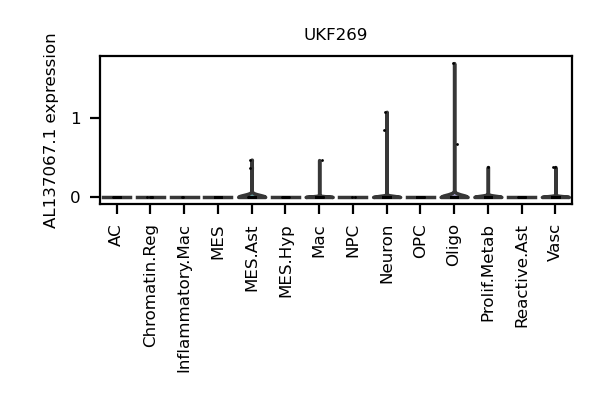 UKF269
AL137067.1 expression
1
0
AC
Chromatin.Reg
Inflammatory.Mac
MES
MES.Ast
MES.Hyp
Mac
NPC
Neuron
OPC
Oligo
Prolif.Metab
Reactive.Ast
Vasc